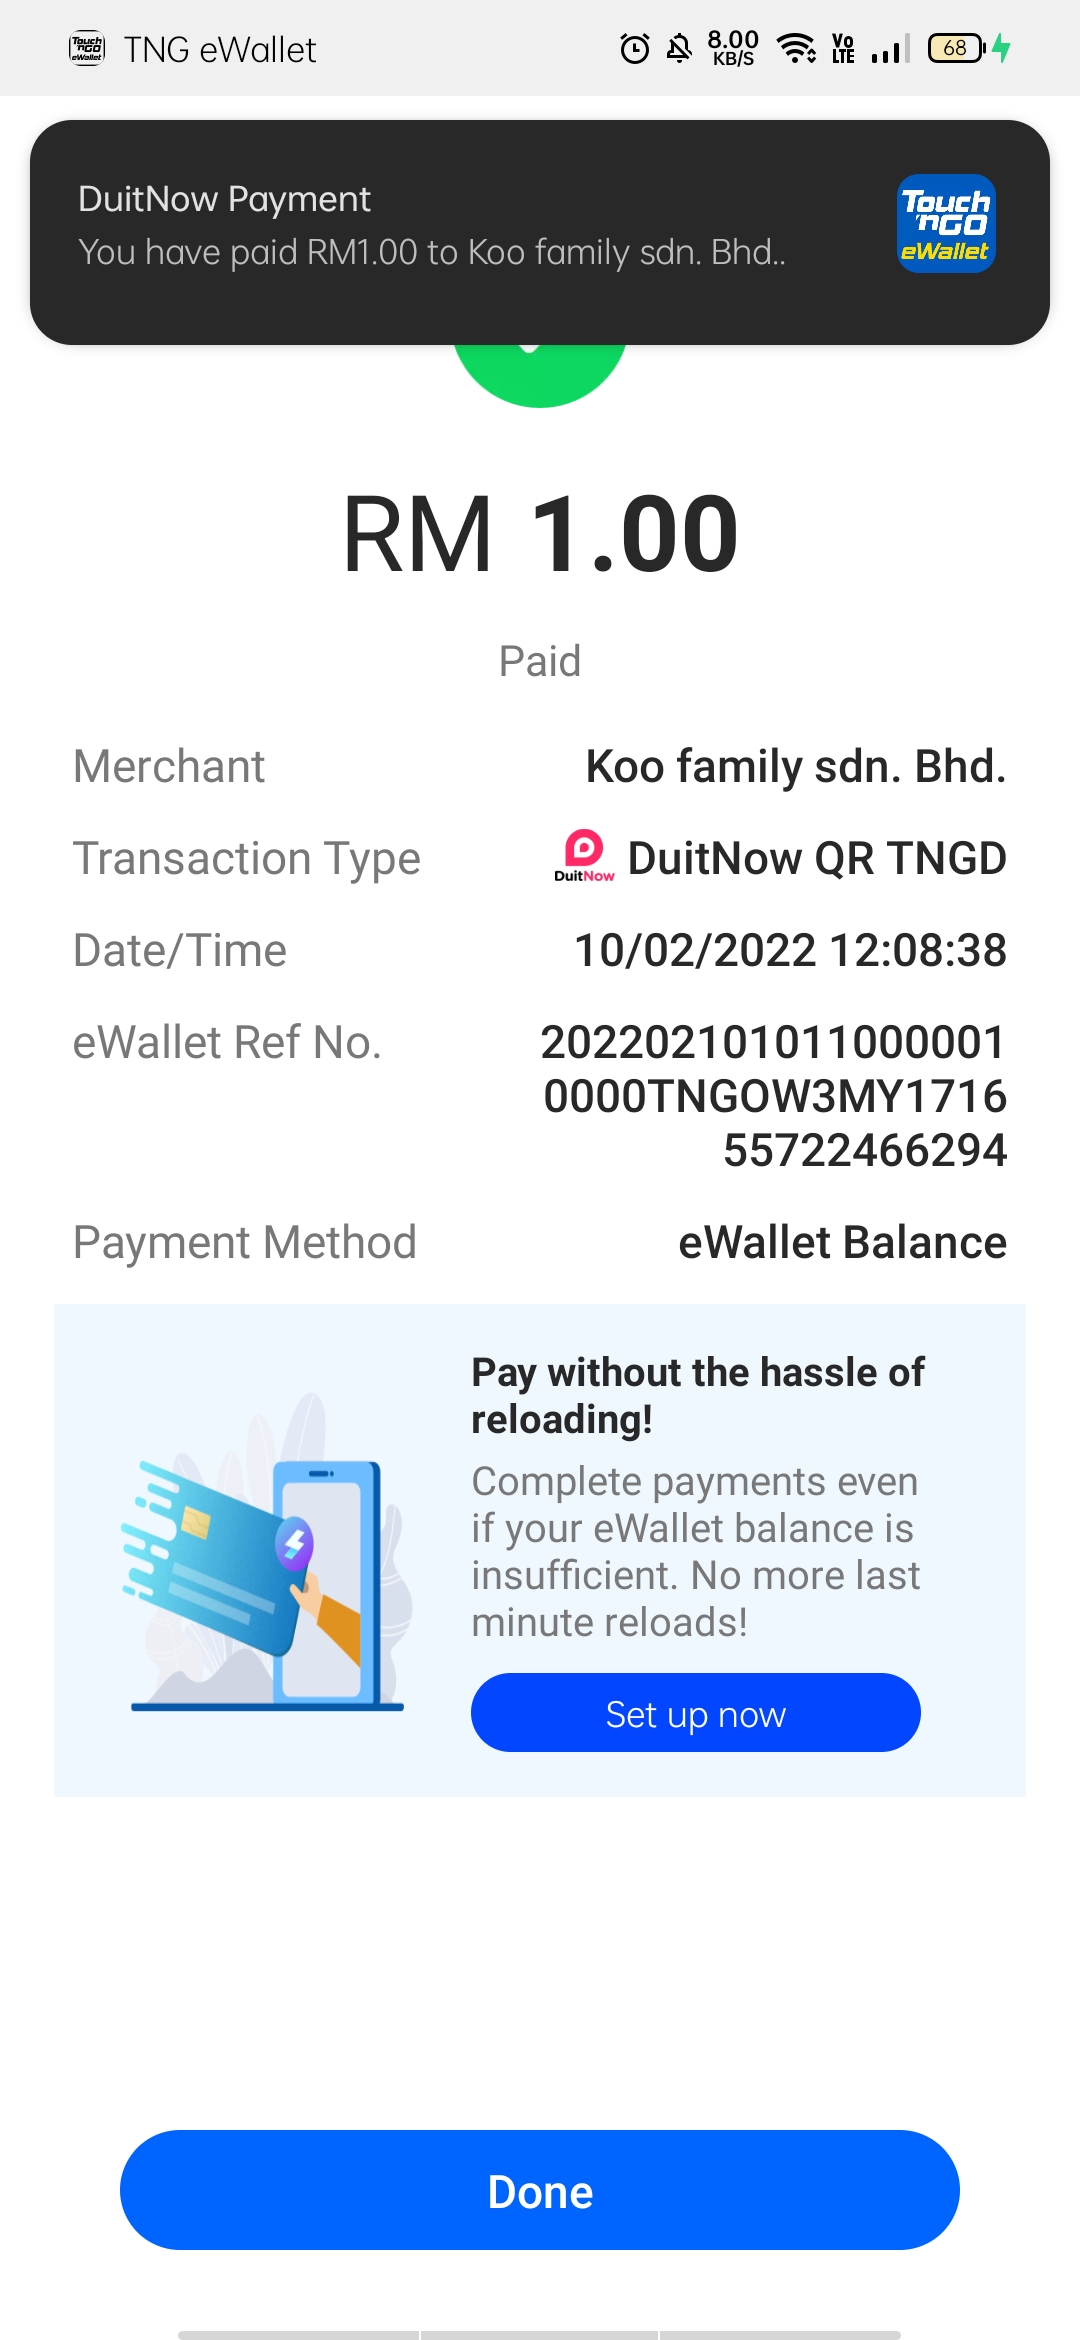 TNG eWallet
8.00
KB/S
Vo
LTE
68
DuitNow Payment
You have paid RM1.00 to Koo family sdn. Bhd..
Touch
'nGO
eWallet
RM 1.00
Paid
Merchant
Koo family sdn. Bhd.
Transaction Type
DuitNow
DuitNow QR TNGD
Date/Time
10/02/2022 12:08:38
eWallet Ref No.
202202101011000001
0000TNGOW3MY1716
55722466294
Payment Method
eWallet Balance
Pay without the hassle of
reloading!
Complete payments even
if your eWallet balance is
insufficient. No more last
minute reloads!
Set up now
Done